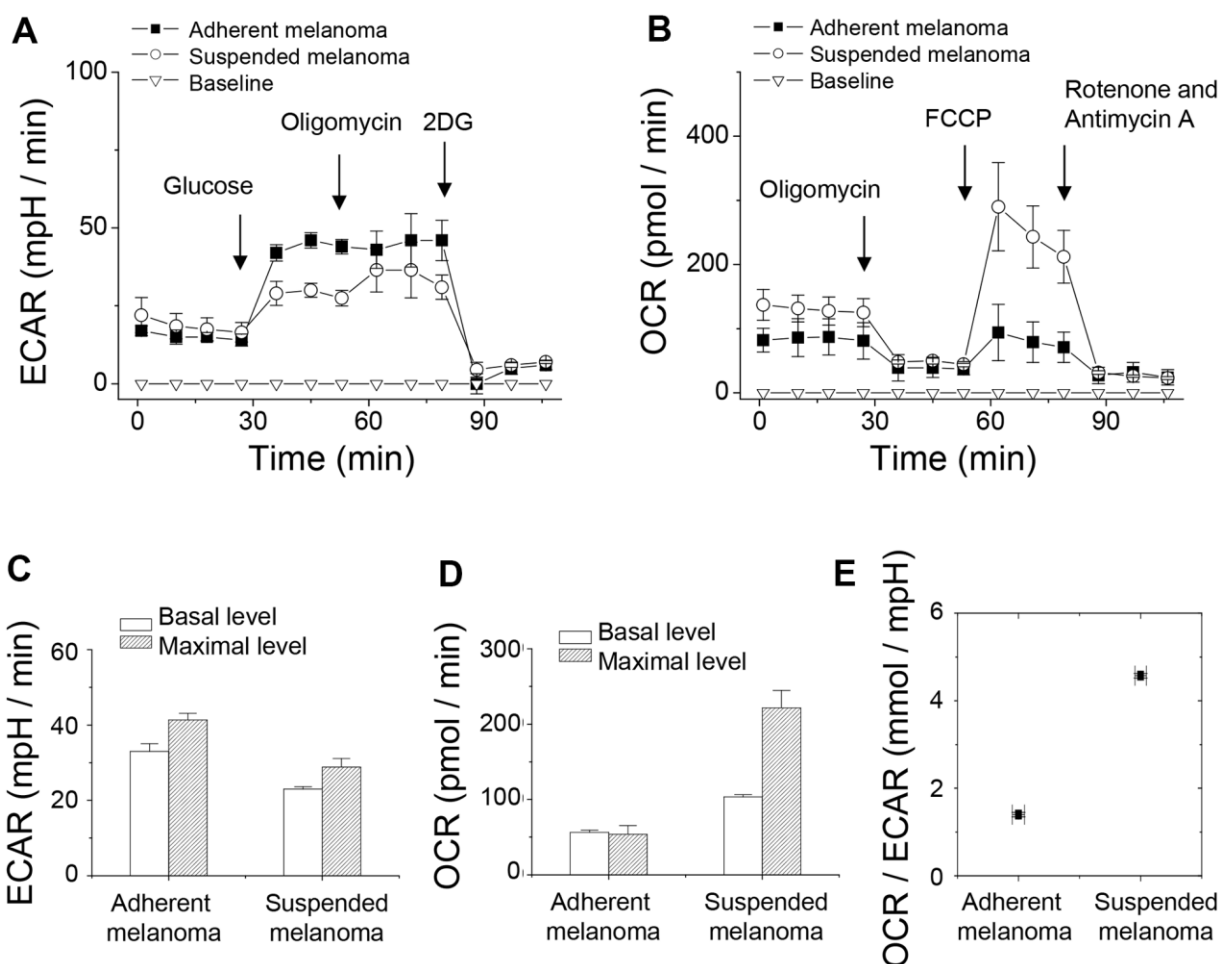 A
Adherent melanoma
Suspended melanoma
Baseline
100
50
0
ECAR (mpH / min)
Glucose
Oligomycin
2DG
0
30
60
90
Time (min)
B
Adherent melanoma
Suspended melanoma
Baseline
400
200
0
OCR (pmol / min)
Oligomycin
FCCP
Rotenone and
Antimycin A
0
30
60
90
Time (min)
C
Basal level
Maximal level
60
40
20
0
ECAR (mpH / min)
Adherent
melanoma
Suspended
melanoma
D
Basal level
Maximal level
300
200
100
0
OCR (pmol / min)
Adherent
melanoma
Suspended
melanoma
E
6
4
2
0
OCR / ECAR (mmol / mpH)
Adherent
melanoma
Suspended
melanoma